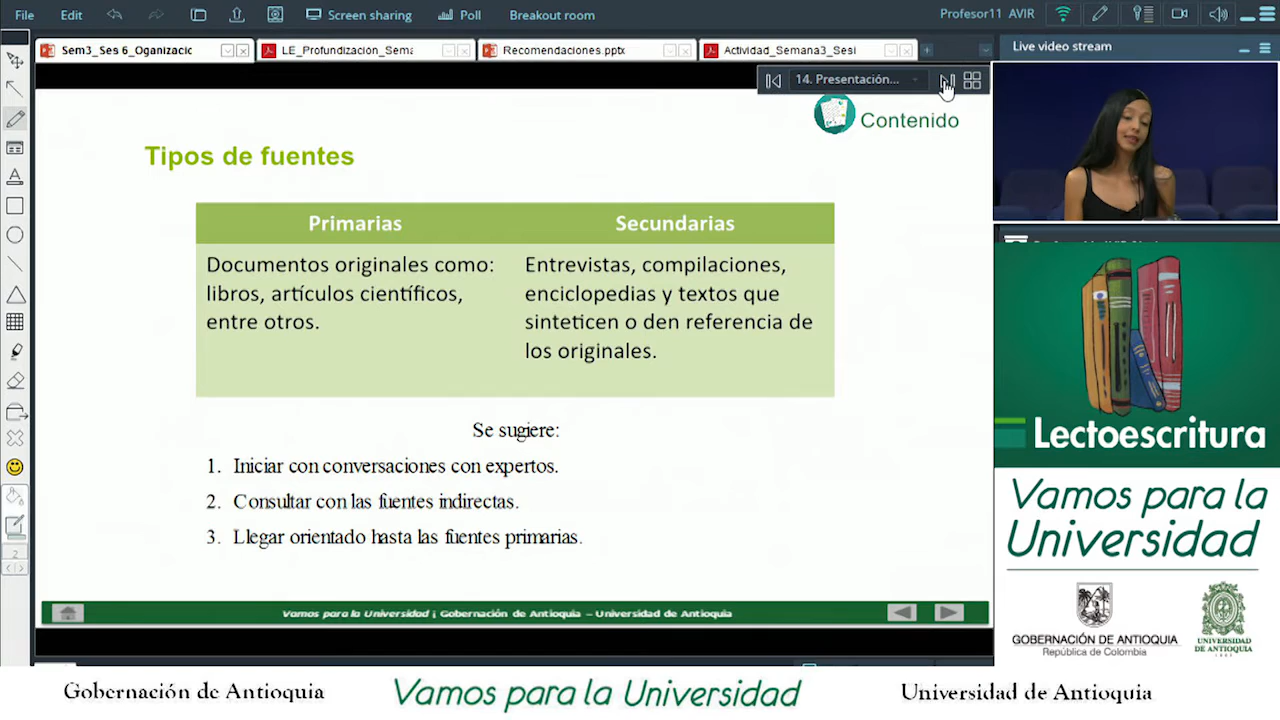 File Edit Screen sharing Poll Breakout room Profesor11 AVIR
Sem3_Ses 6_Oganizacic LE_Profundizacion_Sema Recomendaciones.pptx Actividad_Semana3_Sesi
Live video stream
14. Presentación...
Contenido
Tipos de fuentes
Primarias Secundarias
Documentos originales como:
libros, artículos científicos,
entre otros.
Entrevistas, compilaciones,
enciclopedias y textos que
sinteticen o den referencia de
los originales.
Se sugiere:
1. Iniciar con conversaciones con expertos.
2. Consultar con las fuentes indirectas.
3. Llegar orientado hasta las fuentes primarias.
Vamos para la Universidad | Gobernación de Antioquia – Universidad de Antioquia
2
Lectoescritura
Vamos para la
Universidad
GOBERNACIÓN DE ANTIOQUIA
República de Colombia
UNIVERSIDAD
DE ANTIOQUIA
1803
Gobernación de Antioquia Vamos para la Universidad Universidad de Antioquia